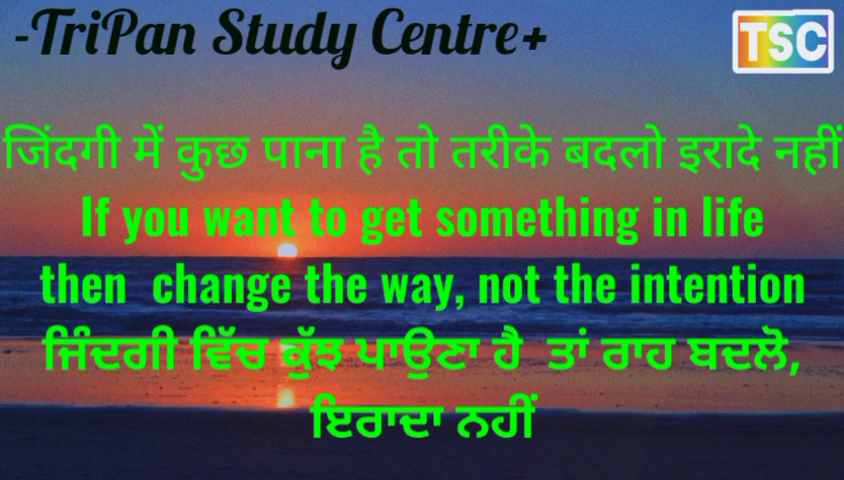 -TriPan Study Centre+
TSC
जिंदगी में कुछ पाना है तो तरीके बदलो इरादे नहीं
If you want to get something in life
then change the way, not the intention
ਜਿੰਦਗੀ ਵਿੱਚ ਕੁੱਝ ਪਾਉਣਾ ਹੈ ਤਾਂ ਰਾਹ ਬਦਲੋ,
ਇਰਾਦਾ ਨਹੀਂ